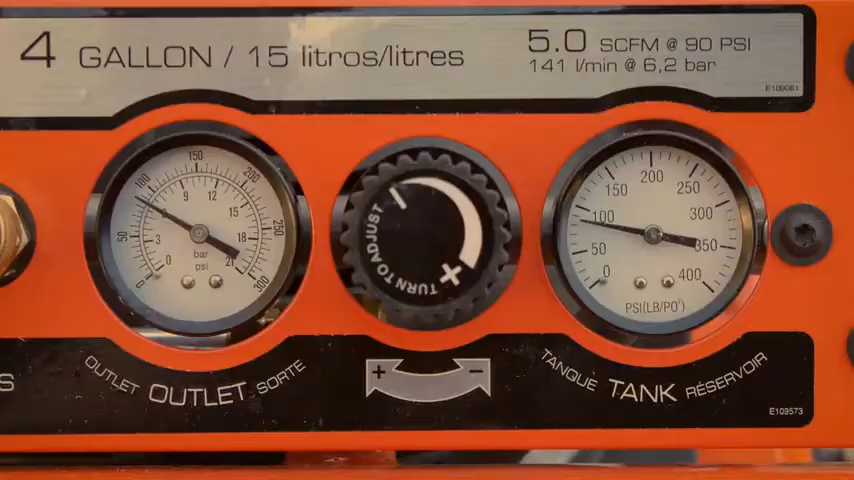 4 GALLON / 15 litros/litres
5.0 SCFM @ 90 PSI
141 l/min @ 6,2 bar
E109081
0 50 100 150 200 250 300
0 3 6 9 12 15 18 21
bar
psi
TURN TO ADJUST
+
0 50 100 150 200 250 300 350 400
PSI(LB/PO²)
S
OUTLET OUTLET SORTE
+ −
TANQUE TANK RÉSERVOIR
E109573